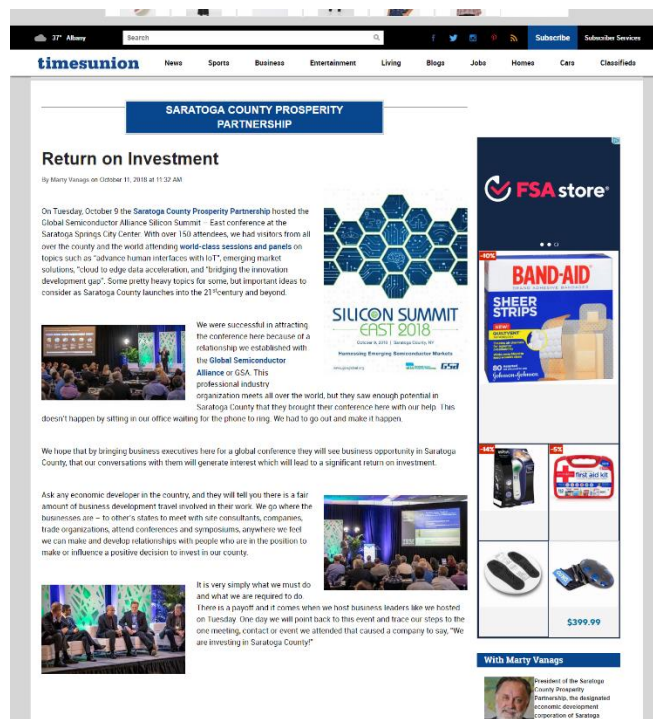 37° Albany
Search
Subscribe
Subscriber Services
timesunion
News
Sports
Business
Entertainment
Living
Blogs
Jobs
Homes
Cars
Classifieds
SARATOGA COUNTY PROSPERITY
PARTNERSHIP
Return on Investment
By Marty Vanags on October 11, 2018 at 11:32 AM
On Tuesday, October 9 the Saratoga County Prosperity Partnership hosted the
Global Semiconductor Alliance Silicon Summit – East conference at the
Saratoga Springs City Center. With over 150 attendees, we had visitors from all
over the county and the world attending world-class sessions and panels on
topics such as "advance human interfaces with IoT", emerging market
solutions, "cloud to edge data acceleration, and "bridging the innovation
development gap". Some pretty heavy topics for some, but important ideas to
consider as Saratoga County launches into the 21st century and beyond.
SILICON SUMMIT
EAST 2018
October 9, 2018 | Saratoga County, NY
Harnessing Emerging Semiconductor Markets
GSA
We were successful in attracting
the conference here because of a
relationship we established with
the Global Semiconductor
Alliance or GSA. This
professional industry
organization meets all over the world, but they saw enough potential in
Saratoga County that they brought their conference here with our help. This
doesn't happen by sitting in our office waiting for the phone to ring. We had to go out and make it happen.
We hope that by bringing business executives here for a global conference they will see business opportunity in Saratoga
County, that our conversations with them will generate interest which will lead to a significant return on investment.
Ask any economic developer in the country, and they will tell you there is a fair
amount of business development travel involved in their work. We go where the
businesses are – to other's states to meet with site consultants, companies,
trade organizations, attend conferences and symposiums, anywhere we feel
we can make and develop relationships with people who are in the position to
make or influence a positive decision to invest in our county.
It is very simply what we must do
and what we are required to do.
There is a payoff and it comes when we host business leaders like we hosted
on Tuesday. One day we will point back to this event and trace our steps to the
one meeting, contact or event we attended that caused a company to say, "We
are investing in Saratoga County!"
FSA store
-10%
BAND-AID
SHEER
STRIPS
80
Johnson & Johnson
-14%
-5%
first aid kit
$399.99
With Marty Vanags
President of the Saratoga
County Prosperity
Partnership, the designated
economic development
corporation of Saratoga